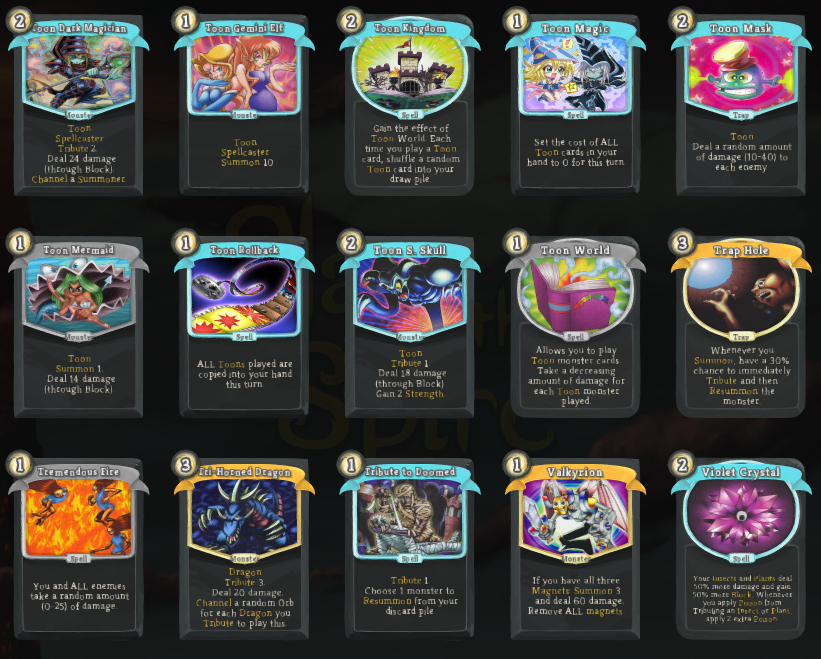 2
Toon Dark Magician
Monster
Toon
Spellcaster
Tribute 2.
Deal 24 damage
(through Block)
Channel a Summoner.
1
Toon Gemini Elf
Monster
Toon
Spellcaster
Summon 10
2
Toon Kingdom
Spell
Gain the effect of
Toon World. Each
time you play a Toon
card, shuffle a random
Toon card into your
draw pile.
1
Toon Magic
Spell
Set the cost of ALL
Toon cards in your
hand to 0 for this turn.
2
Toon Mask
Trap
Toon
Deal a random amount
of damage (10-40) to
each enemy
1
Toon Mermaid
Monster
Toon
Summon 1.
Deal 14 damage
(through Block)
1
Toon Rollback
Spell
ALL Toons played are
copied into your hand
this turn.
2
Toon S. Skull
Monster
Toon
Tribute 1
Deal 18 damage
(through Block)
Gain 2 Strength.
1
Toon World
Spell
Allows you to play
Toon monster cards.
Take a decreasing
amount of damage for
each Toon monster
played.
3
Trap Hole
Trap
Whenever you
Summon, have a 30%
chance to immediately
Tribute and then
Resummon the
monster.
1
Tremendous Fire
Spell
You and ALL enemies
take a random amount
(0-25) of damage.
3
Tri-Horned Dragon
Monster
Dragon
Tribute 3.
Deal 20 damage.
Channel a random Orb
for each Dragon you
Tribute to play this.
1
Tribute to Doomed
Spell
Tribute 1.
Choose 1 monster to
Resummon from your
discard pile.
1
Valkyrion
Monster
If you have all three
Magnets: Summon 3
and deal 60 damage.
Remove ALL magnets
2
Violet Crystal
Spell
Your Insects and Plants deal
50% more damage and gain
50% more Block. Whenever
you apply Poison from
Tributing an Insect or Plant,
apply 2 extra Poison.